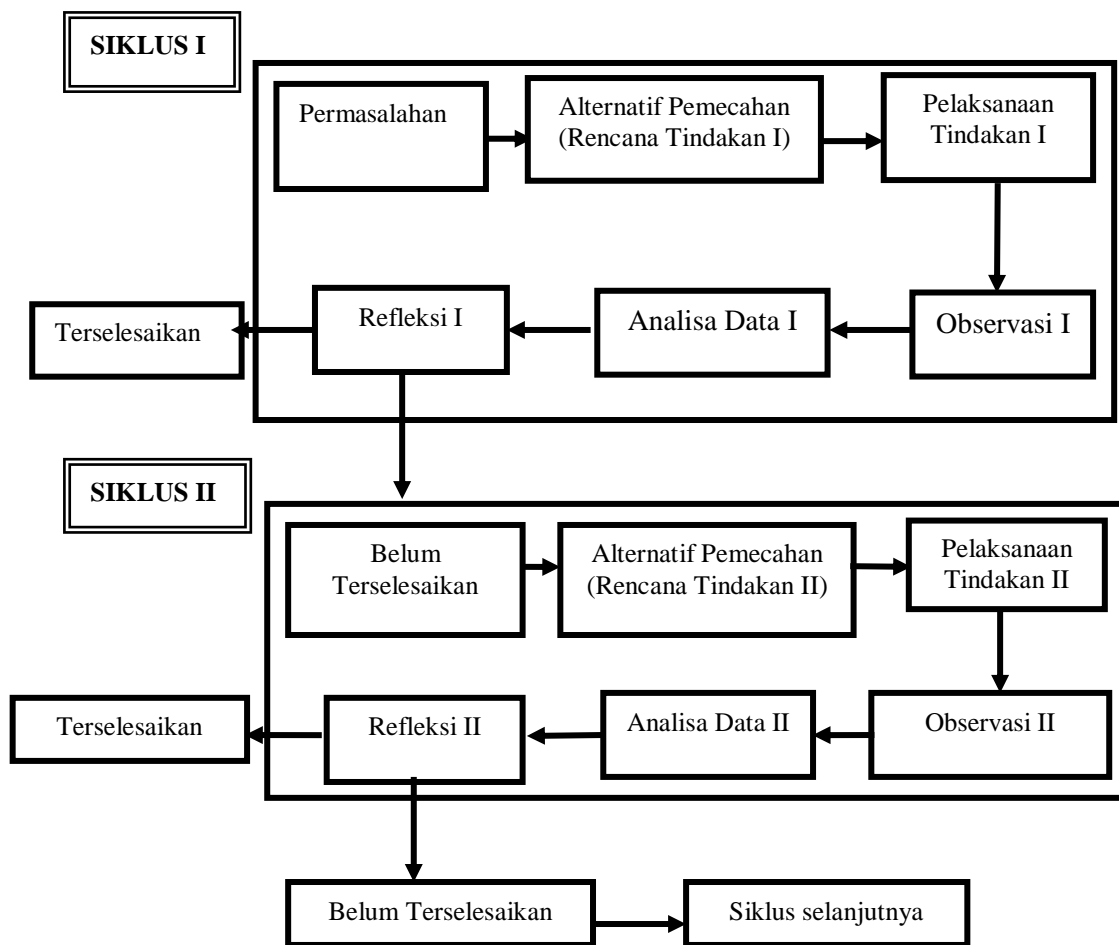 SIKLUS I
Permasalahan
Alternatif Pemecahan
(Rencana Tindakan I)
Pelaksanaan
Tindakan I
Terselesaikan
Refleksi I
Analisa Data I
Observasi I
SIKLUS II
Belum
Terselesaikan
Alternatif Pemecahan
(Rencana Tindakan II)
Pelaksanaan
Tindakan II
Terselesaikan
Refleksi II
Analisa Data II
Observasi II
Belum Terselesaikan
Siklus selanjutnya